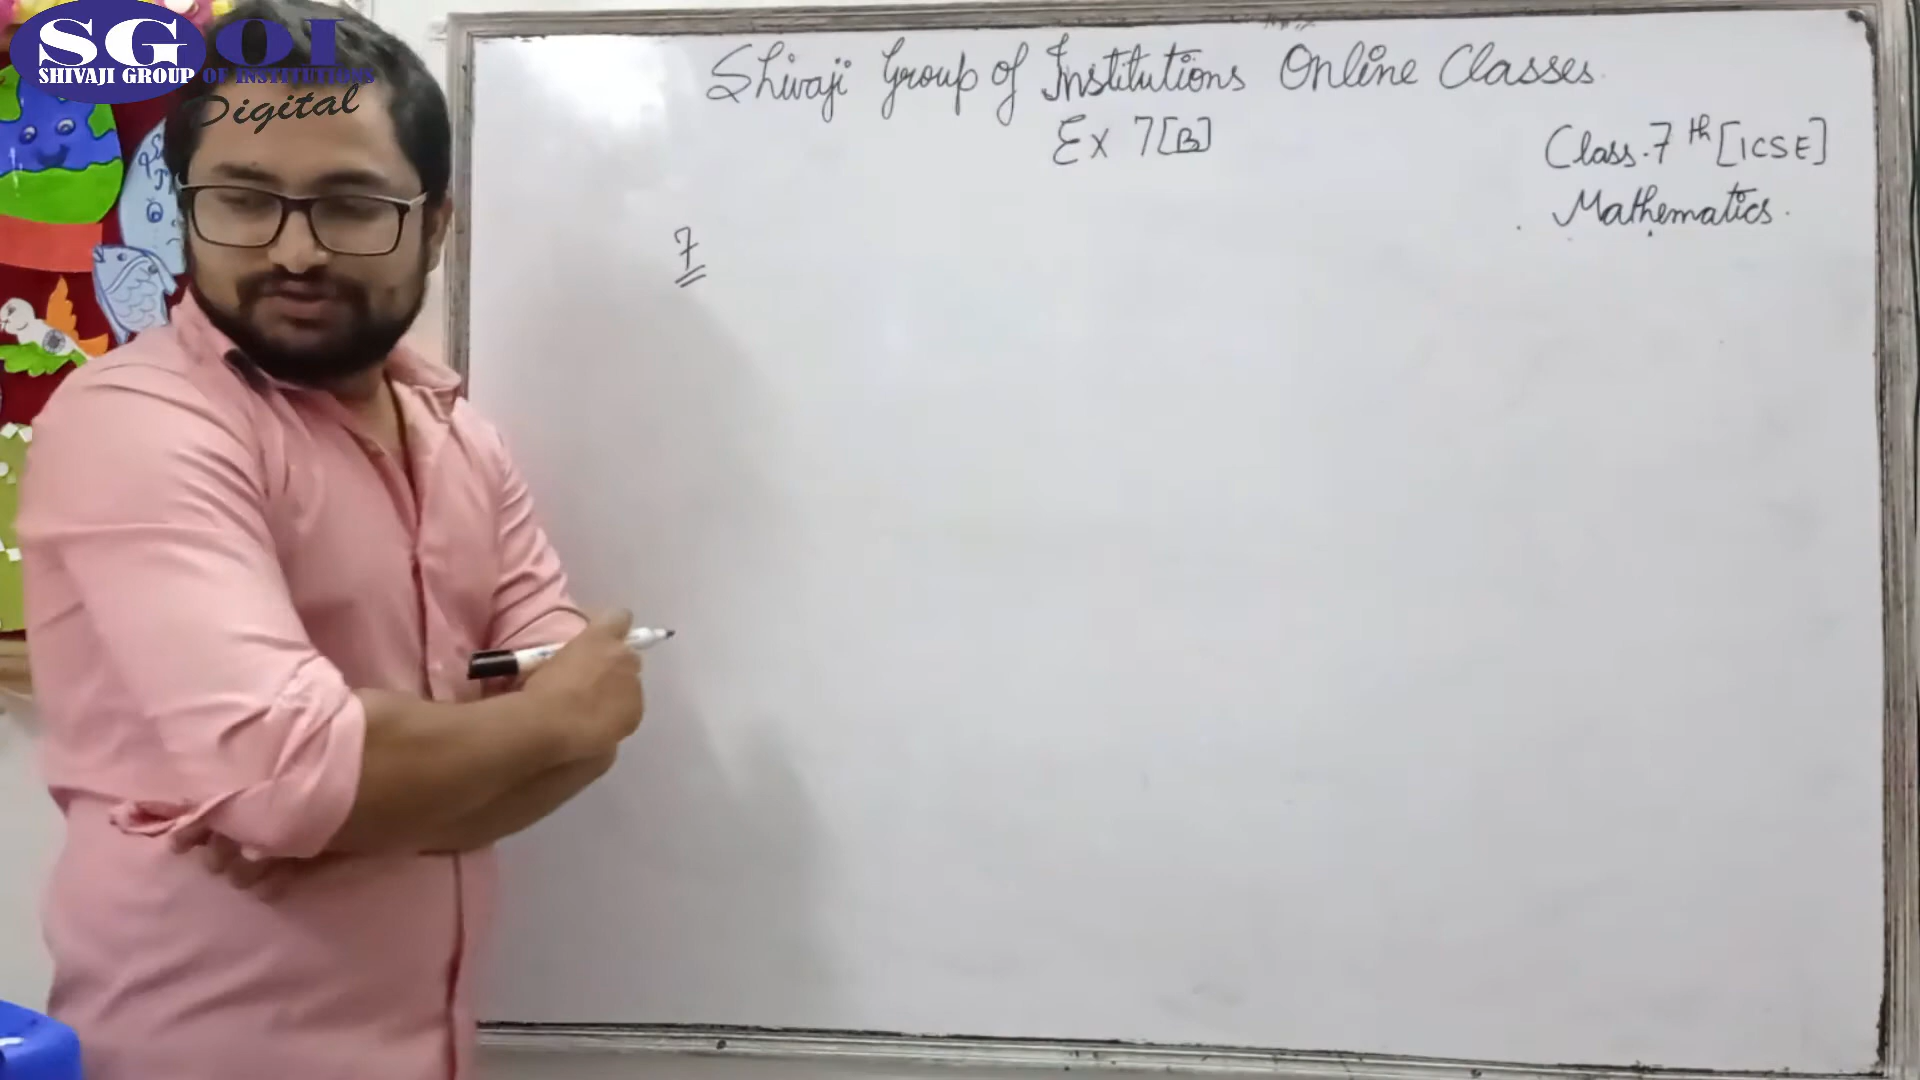 SGOI
SHIVAJI GROUP OF INSTITUTIONS
Digital
Shivaji Group of Institutions Online Classes.
Ex 7[B]
Class. 7th [ICSE]
Mathematics.
7